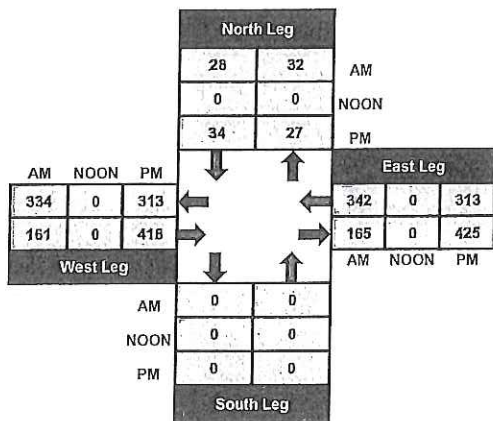 North Leg
28 32 AM
0 0 NOON
34 27 PM
AM NOON PM East Leg
334 0 313 342 0 313
161 0 418 165 0 425
West Leg AM NOON PM
AM 0 0
NOON 0 0
PM 0 0
South Leg